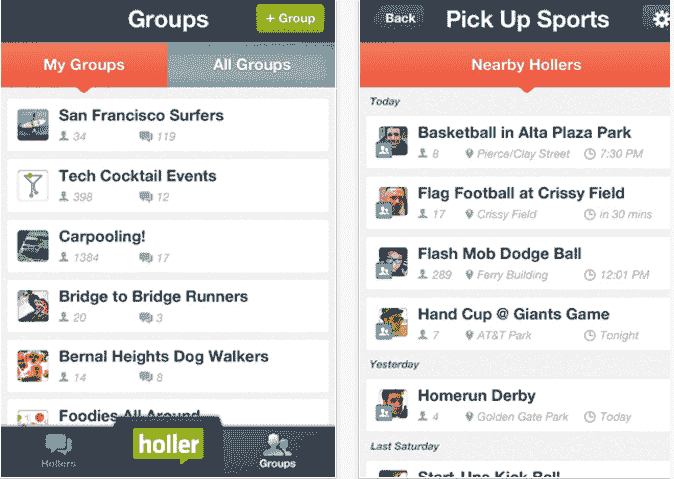 Groups
+ Group
My Groups
All Groups
San Francisco Surfers
34 119
Tech Cocktail Events
398 12
Carpooling!
1384 17
Bridge to Bridge Runners
20 3
Bernal Heights Dog Walkers
14 8
Foodies All Around
Hollers
holler
Groups
Back
Pick Up Sports
Nearby Hollers
Today
Basketball in Alta Plaza Park
8 Pierce/Clay Street 7:30 PM
Flag Football at Crissy Field
17 Crissy Field in 30 mins
Flash Mob Dodge Ball
289 Ferry Building 12:01 PM
Hand Cup @ Giants Game
7 AT&T Park Tonight
Yesterday
Homerun Derby
4 Golden Gate Park Today
Last Saturday
Start-Ups Kick Ball